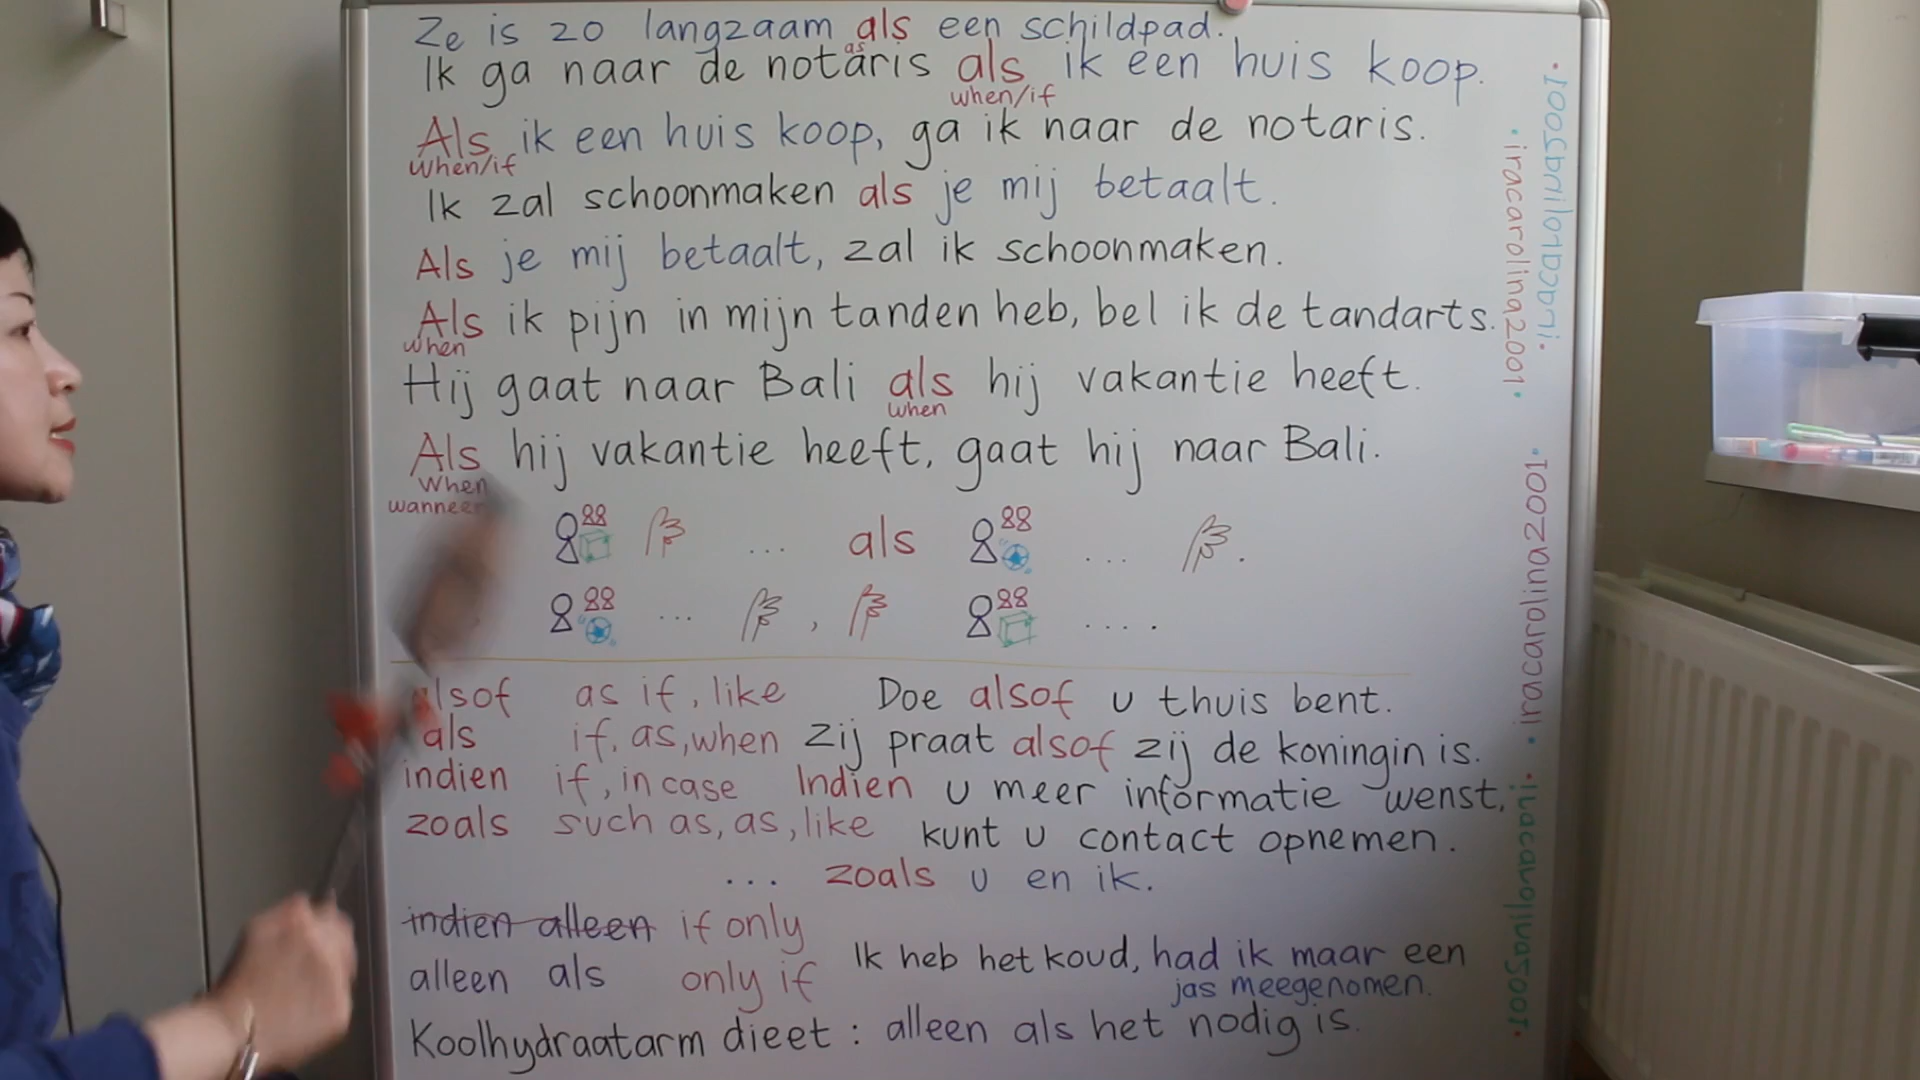 Ze is zo langzaam als een schildpad.
as
Ik ga naar de notaris als ik een huis koop.
when/if
Als ik een huis koop, ga ik naar de notaris.
When/if
Ik zal schoonmaken als je mij betaalt.
Als je mij betaalt, zal ik schoonmaken.
Als ik pijn in mijn tanden heb, bel ik de tandarts.
when
Hij gaat naar Bali als hij vakantie heeft.
when
Als hij vakantie heeft, gaat hij naar Bali.
When
wanneer
... als ... .
... , ... .
alsof as if, like Doe alsof u thuis bent.
als if, as, when Zij praat alsof zij de koningin is.
indien if, in case Indien u meer informatie wenst,
zoals such as, as, like kunt u contact opnemen.
... zoals u en ik.
indien alleen if only
alleen als only if Ik heb het koud, had ik maar een
jas meegenomen.
Koolhydraatarm dieet: alleen als het nodig is.
·iracarolina2001·
·iracarolina2001·
·iracarolina2001·
·iracarolina2001·